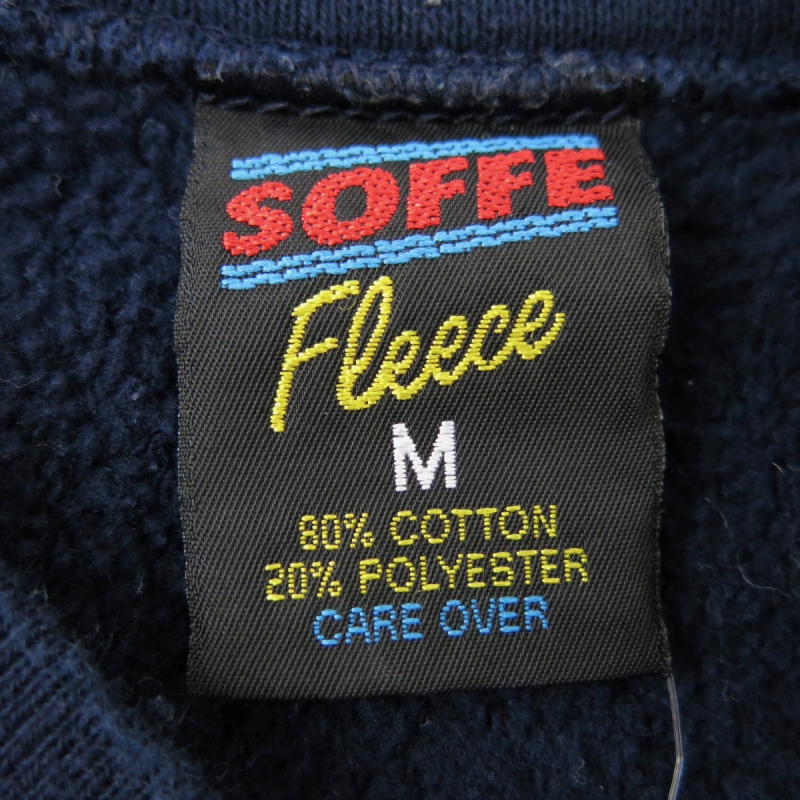 SOFFE
Fleece
M
80% COTTON
20% POLYESTER
CARE OVER